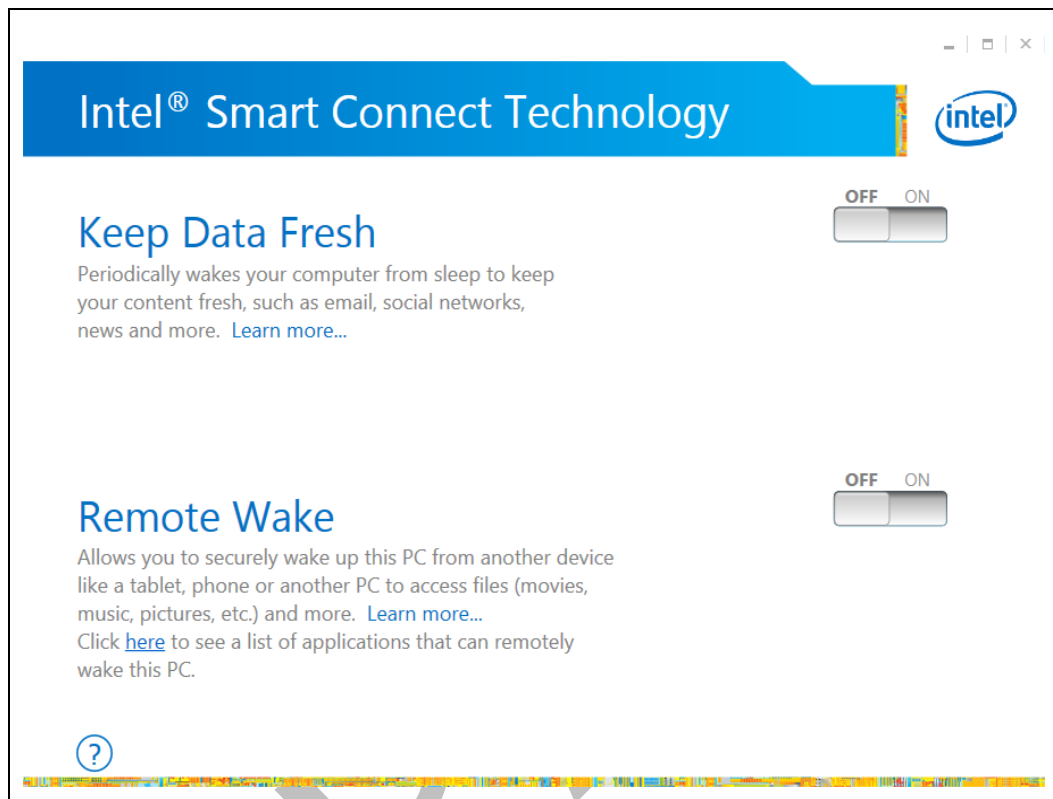 Intel® Smart Connect Technology
intel
OFF ON
Keep Data Fresh
Periodically wakes your computer from sleep to keep
your content fresh, such as email, social networks,
news and more. Learn more...
OFF ON
Remote Wake
Allows you to securely wake up this PC from another device
like a tablet, phone or another PC to access files (movies,
music, pictures, etc.) and more. Learn more...
Click here to see a list of applications that can remotely
wake this PC.
?